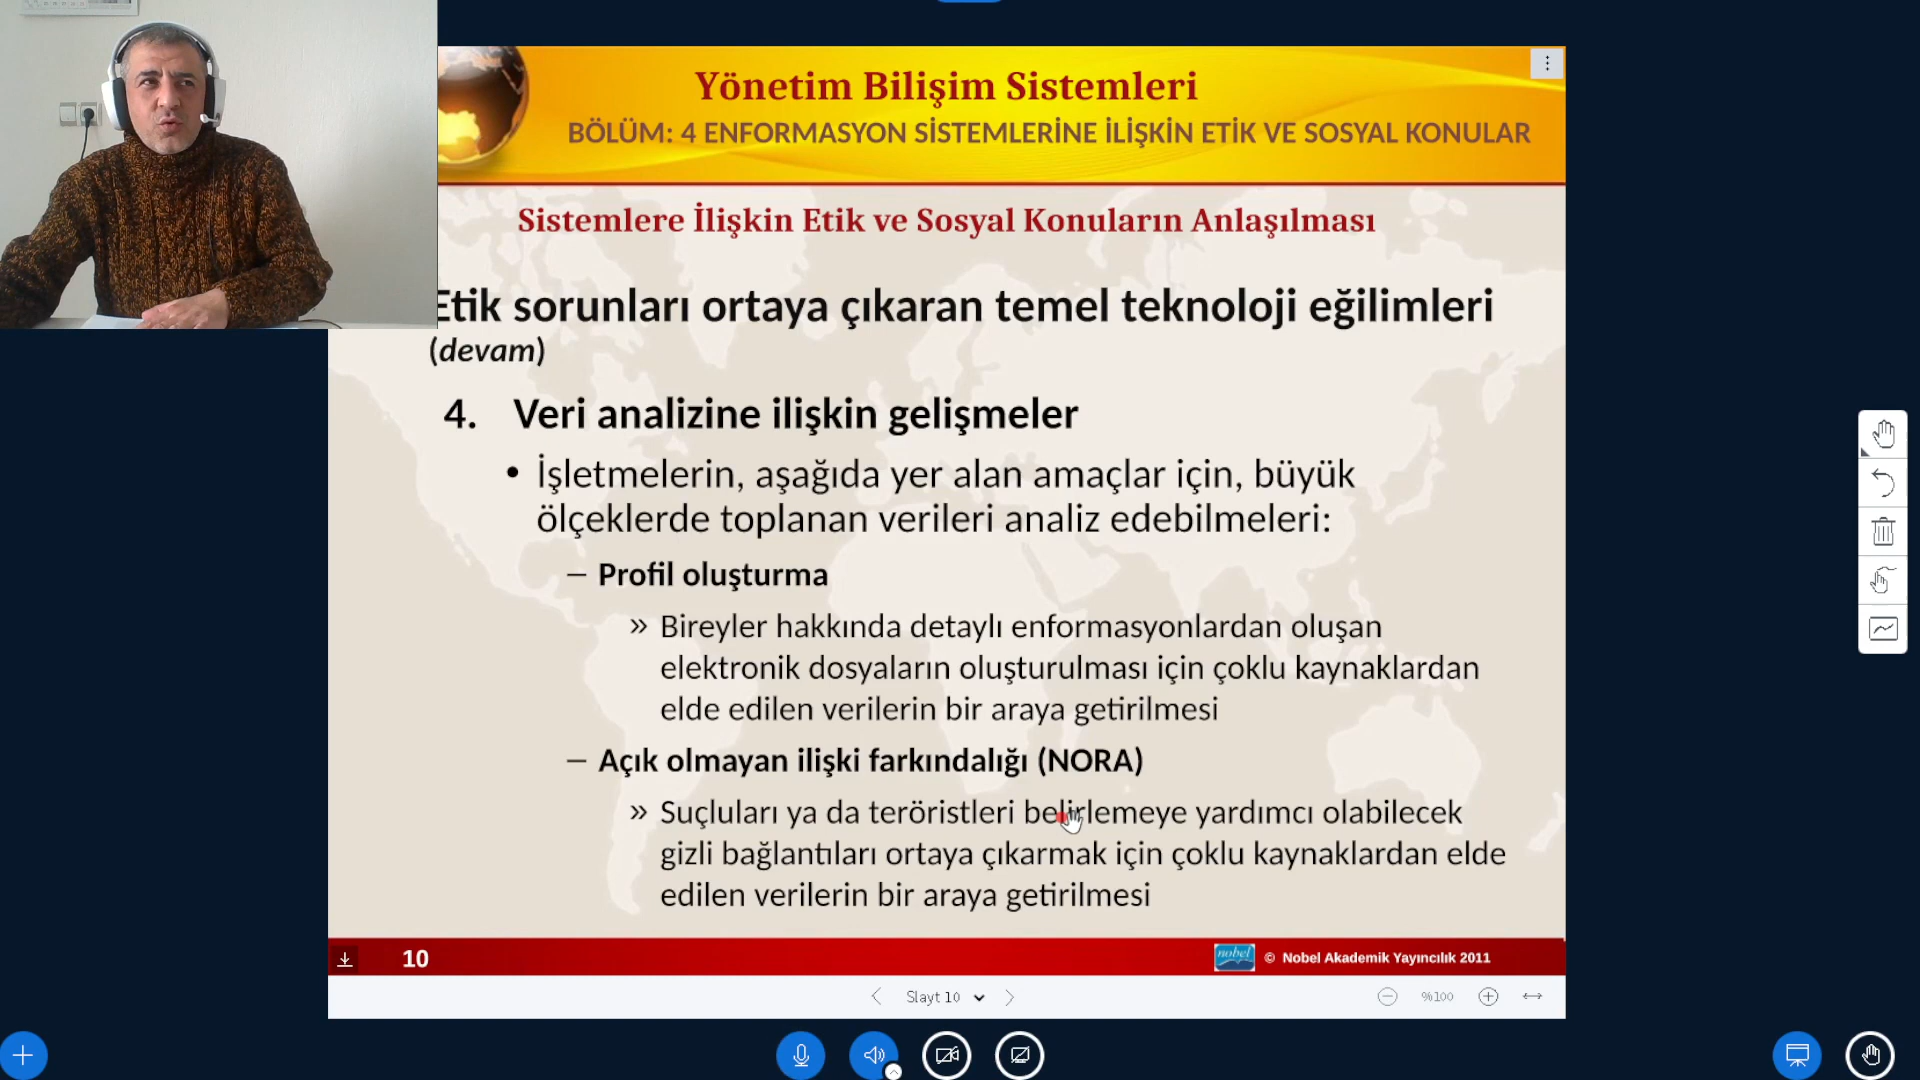 Yönetim Bilişim Sistemleri
BÖLÜM: 4 ENFORMASYON SİSTEMLERİNE İLİŞKİN ETİK VE SOSYAL KONULAR
Sistemlere İlişkin Etik ve Sosyal Konuların Anlaşılması
Etik sorunları ortaya çıkaran temel teknoloji eğilimleri
(devam)
4. Veri analizine ilişkin gelişmeler
• İşletmelerin, aşağıda yer alan amaçlar için, büyük
ölçeklerde toplanan verileri analiz edebilmeleri:
– Profil oluşturma
» Bireyler hakkında detaylı enformasyonlardan oluşan
elektronik dosyaların oluşturulması için çoklu kaynaklardan
elde edilen verilerin bir araya getirilmesi
– Açık olmayan ilişki farkındalığı (NORA)
» Suçluları ya da teröristleri belirlemeye yardımcı olabilecek
gizli bağlantıları ortaya çıkarmak için çoklu kaynaklardan elde
edilen verilerin bir araya getirilmesi
10
nobel
© Nobel Akademik Yayıncılık 2011
Slayt 10
%100